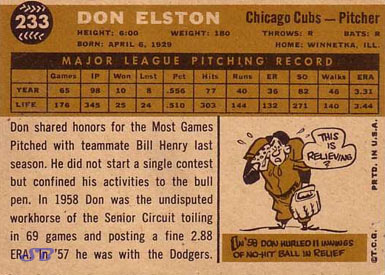 233
DON ELSTON
Chicago Cubs — Pitcher
HEIGHT: 6:00 WEIGHT: 180 THROWS: R BATS: R
BORN: APRIL 6, 1929 HOME: WINNETKA, ILL.
MAJOR LEAGUE PITCHING RECORD
Games IP Won Lost Pct. Hits Runs ER SO Walks ERA
YEAR 65 98 10 8 .556 77 40 36 82 46 3.31
LIFE 176 345 25 24 .510 303 144 132 271 140 3.44
Don shared honors for the Most Games
Pitched with teammate Bill Henry last
season. He did not start a single contest
but confined his activities to the bull
pen. In 1958 Don was the undisputed
workhorse of the Senior Circuit toiling
in 69 games and posting a fine 2.88
ERA. In '57 he was with the Dodgers.
THIS
IS
RELIEVING?
IN '58 DON HURLED 11 INNINGS
OF NO-HIT BALL IN RELIEF
© T.C.G. PRTD. IN U.S.A.